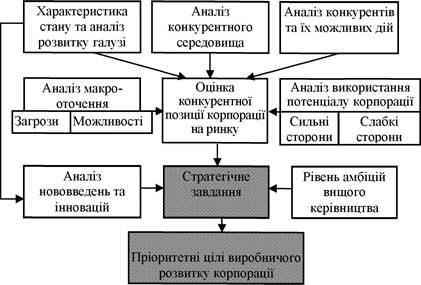 Характеристика
стану та аналіз
розвитку галузі
Аналіз
конкурентного
середовища
Аналіз конкурентів
та їх можливих дій
Аналіз макро-
оточення
Загрози
Можливості
Оцінка
конкурентної
позиції корпорації
на ринку
Аналіз використання
потенціалу корпорації
Сильні
сторони
Слабкі
сторони
Аналіз
нововведень та
інновацій
Стратегічне
завдання
Рівень амбіцій
вищого
керівництва
Пріоритетні цілі виробничого
розвитку корпорації